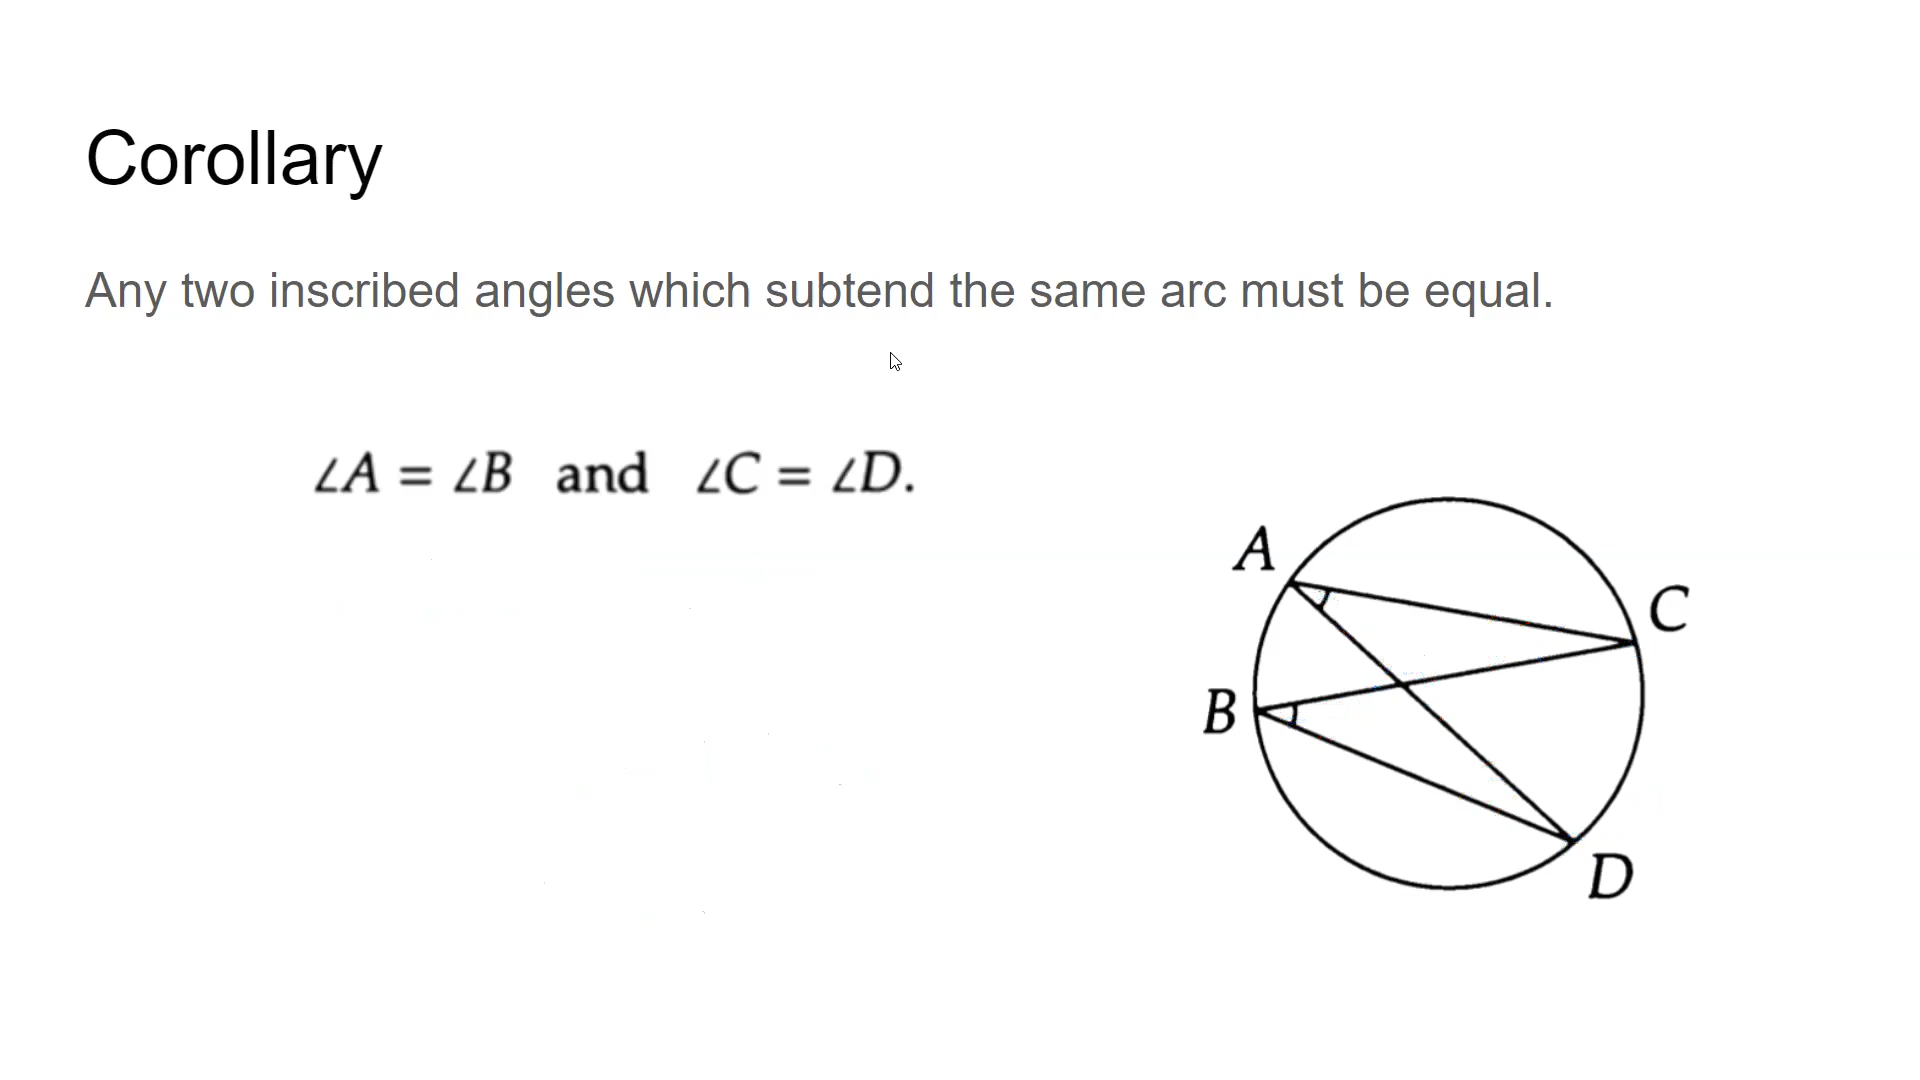 Corollary
Any two inscribed angles which subtend the same arc must be equal.
∠A = ∠B and ∠C = ∠D.
A
C
B
D